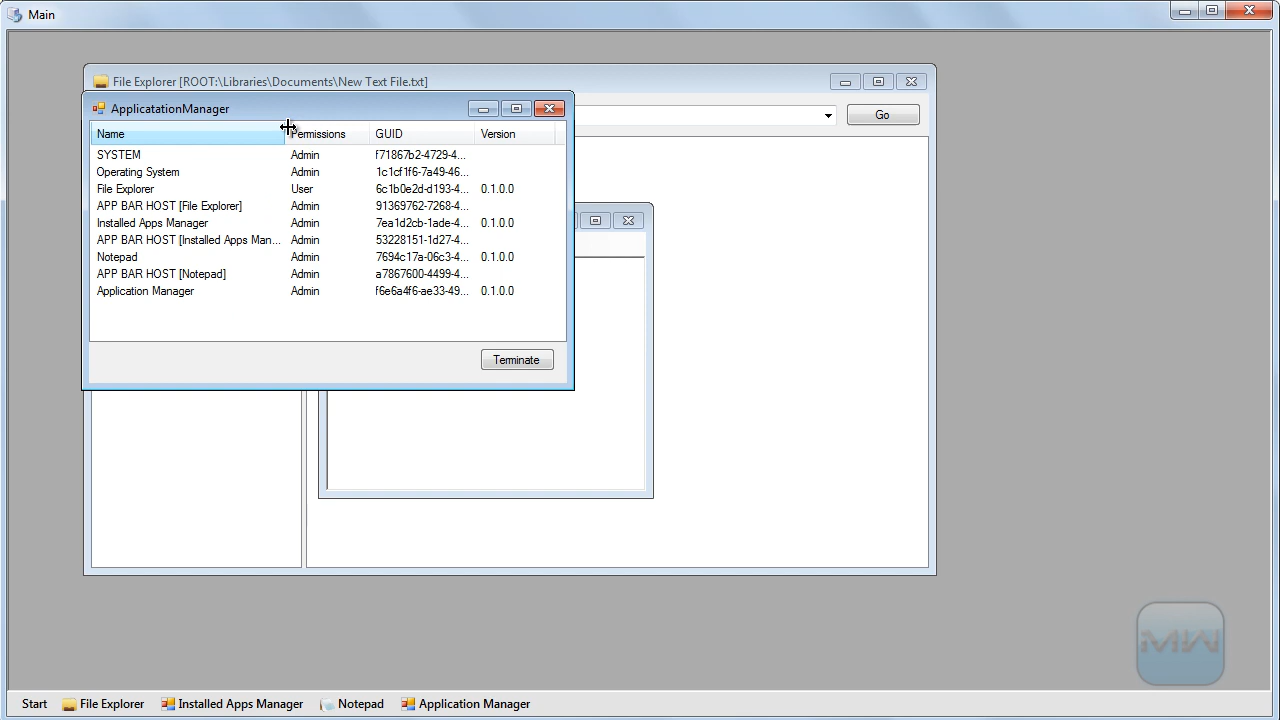 Main
File Explorer [ROOT:\Libraries\Documents\New Text File.txt]
Go
ApplicatationManager
Name Permissions GUID Version
SYSTEM Admin f71867b2-4729-4...
Operating System Admin 1c1cf1f6-7a49-46...
File Explorer User 6c1b0e2d-d193-4... 0.1.0.0
APP BAR HOST [File Explorer] Admin 91369762-7268-4...
Installed Apps Manager Admin 7ea1d2cb-1ade-4... 0.1.0.0
APP BAR HOST [Installed Apps Man... Admin 53228151-1d27-4...
Notepad Admin 7694c17a-06c3-4... 0.1.0.0
APP BAR HOST [Notepad] Admin a7867600-4499-4...
Application Manager Admin f6e6a4f6-ae33-49... 0.1.0.0
Terminate
MW
Start File Explorer Installed Apps Manager Notepad Application Manager